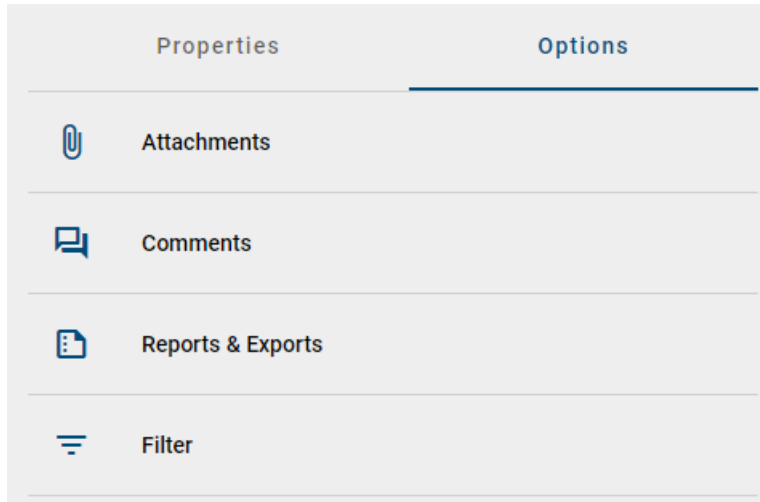 Properties Options
Attachments
Comments
Reports & Exports
Filter